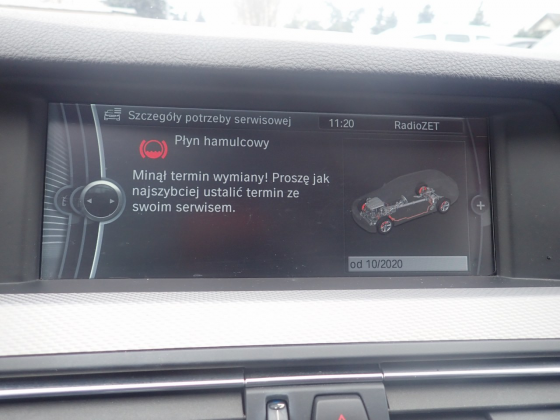 Szczegóły potrzeby serwisowej 11:20 RadioZET
Płyn hamulcowy
Minął termin wymiany! Proszę jak
najszybciej ustalić termin ze
swoim serwisem.
E
od 10/2020